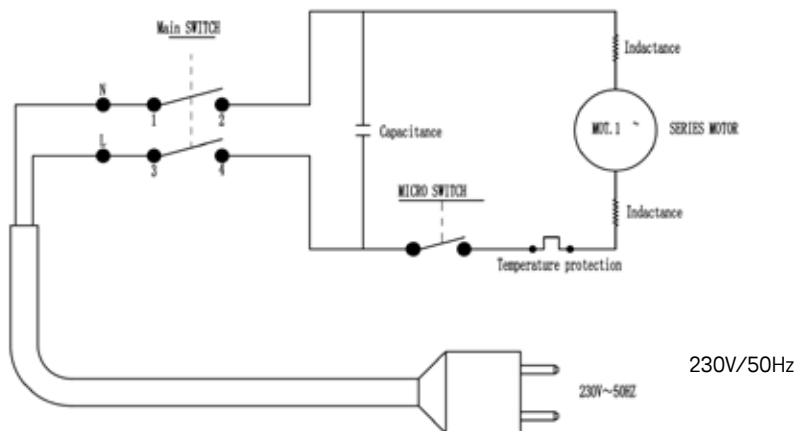 Main SWITCH
Indactance
N
1
2
Capacitance
MOT.1 ~
SERIES MOTOR
L
3
4
MICRO SWITCH
Indactance
Temperature protection
230V/50Hz
230V~50HZ